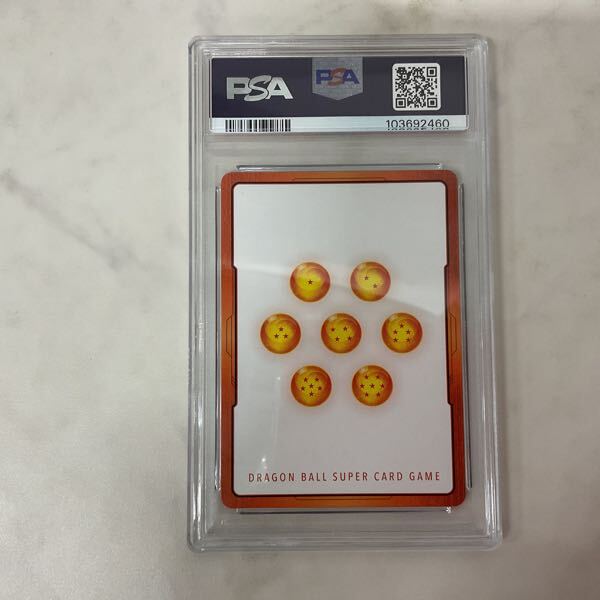 PSA
PSA
103692460
DRAGON BALL SUPER CARD GAME